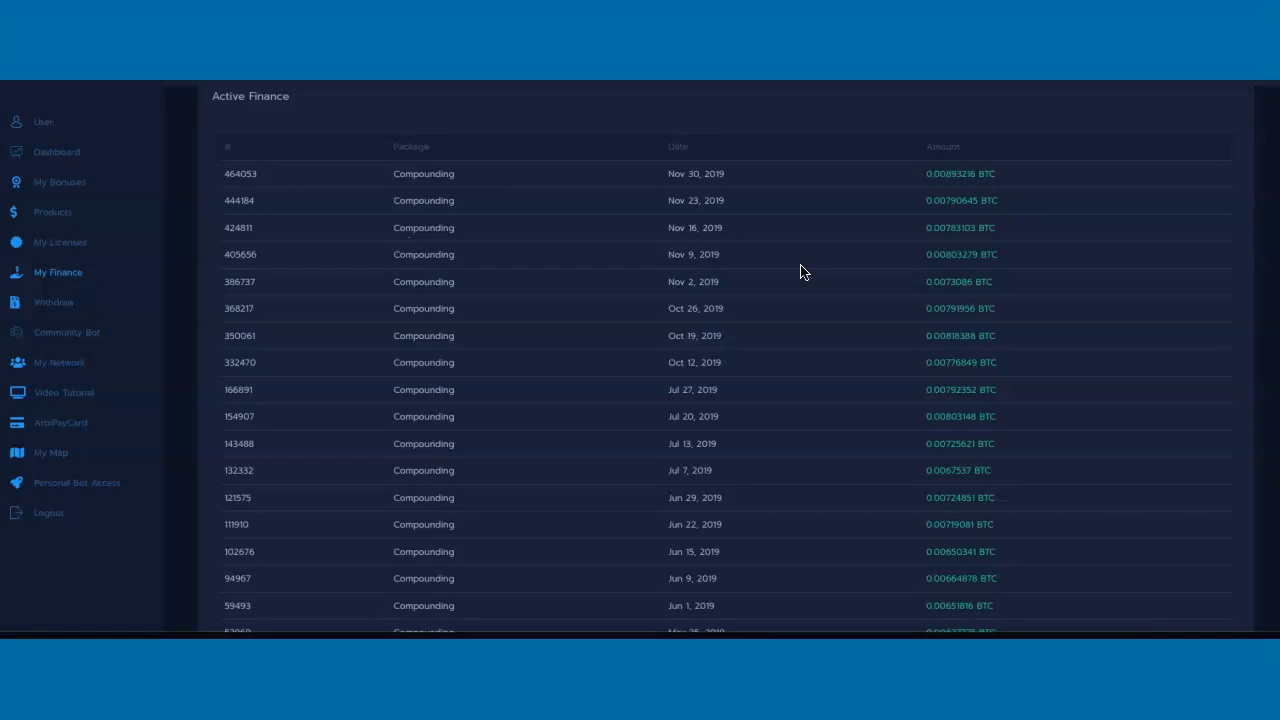 Active Finance
User
Dashboard
My Bonuses
Products
My Licenses
My Finance
Withdraw
Community Bot
My Network
Video Tutorial
ArbiPayCard
My Map
Personal Bot Access
Logout
# Package Date Amount
464053 Compounding Nov 30, 2019 0.00893216 BTC
444184 Compounding Nov 23, 2019 0.00790645 BTC
424811 Compounding Nov 16, 2019 0.00783103 BTC
405656 Compounding Nov 9, 2019 0.00803279 BTC
386737 Compounding Nov 2, 2019 0.0073086 BTC
368217 Compounding Oct 26, 2019 0.00791956 BTC
350061 Compounding Oct 19, 2019 0.00818388 BTC
332470 Compounding Oct 12, 2019 0.00776849 BTC
166891 Compounding Jul 27, 2019 0.00792352 BTC
154907 Compounding Jul 20, 2019 0.00803148 BTC
143488 Compounding Jul 13, 2019 0.00725621 BTC
132332 Compounding Jul 7, 2019 0.0067537 BTC
121575 Compounding Jun 29, 2019 0.00724851 BTC
111910 Compounding Jun 22, 2019 0.00719081 BTC
102676 Compounding Jun 15, 2019 0.00650341 BTC
94967 Compounding Jun 9, 2019 0.00664878 BTC
59493 Compounding Jun 1, 2019 0.00651816 BTC